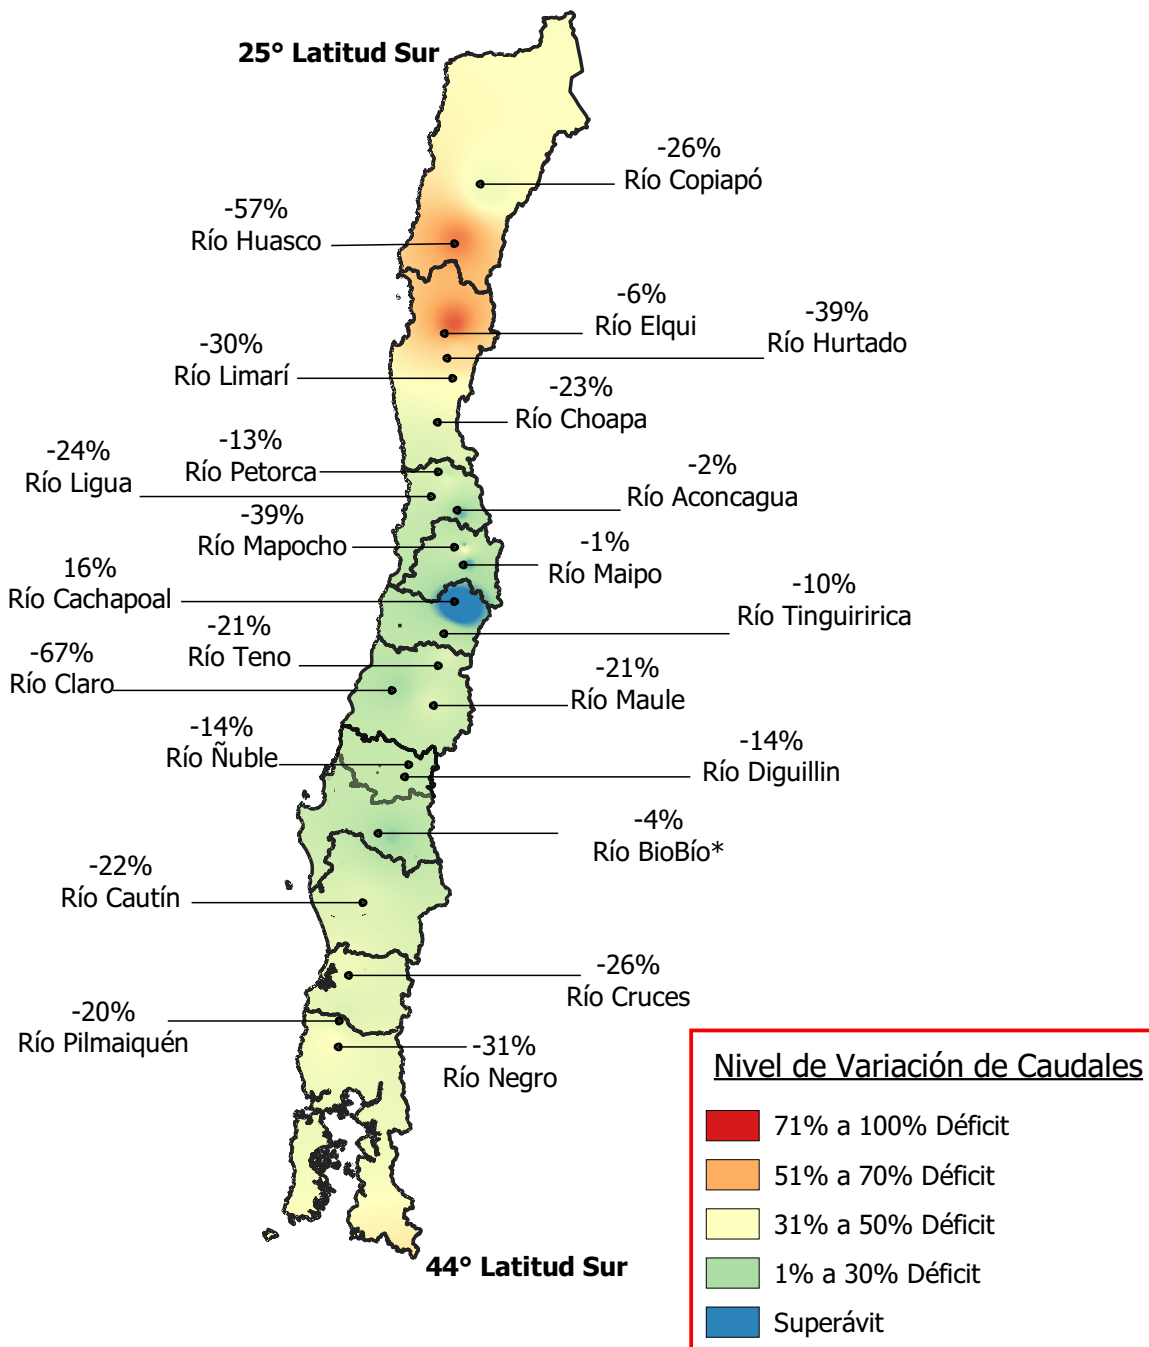 25° Latitud Sur
-26%
Río Copiapó
-57%
Río Huasco
-6%
Río Elqui
-39%
Río Hurtado
-30%
Río Limarí
-23%
Río Choapa
-13%
Río Petorca
-24%
Río Ligua
-2%
Río Aconcagua
-39%
Río Mapocho
-1%
Río Maipo
16%
Río Cachapoal
-10%
Río Tinguiririca
-21%
Río Teno
-67%
Río Claro
-21%
Río Maule
-14%
Río Ñuble
-14%
Río Diguillin
-4%
Río BioBío*
-22%
Río Cautín
-26%
Río Cruces
-20%
Río Pilmaiquén
-31%
Río Negro
44° Latitud Sur
Nivel de Variación de Caudales
71% a 100% Déficit
51% a 70% Déficit
31% a 50% Déficit
1% a 30% Déficit
Superávit